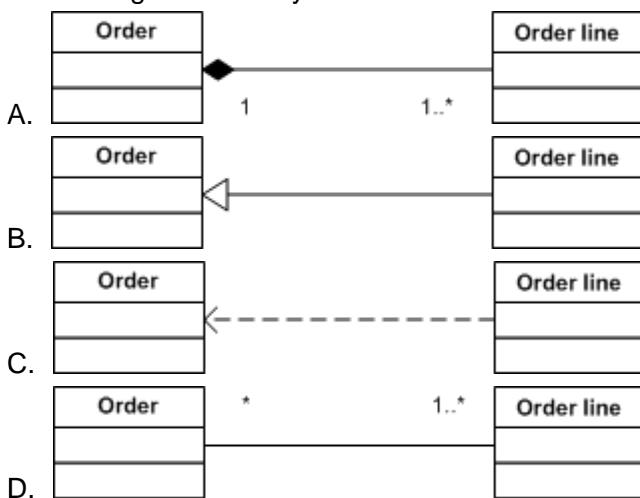 Order Order line
A. 1 1..*
Order Order line
B.
Order Order line
C.
Order * 1..* Order line
D.